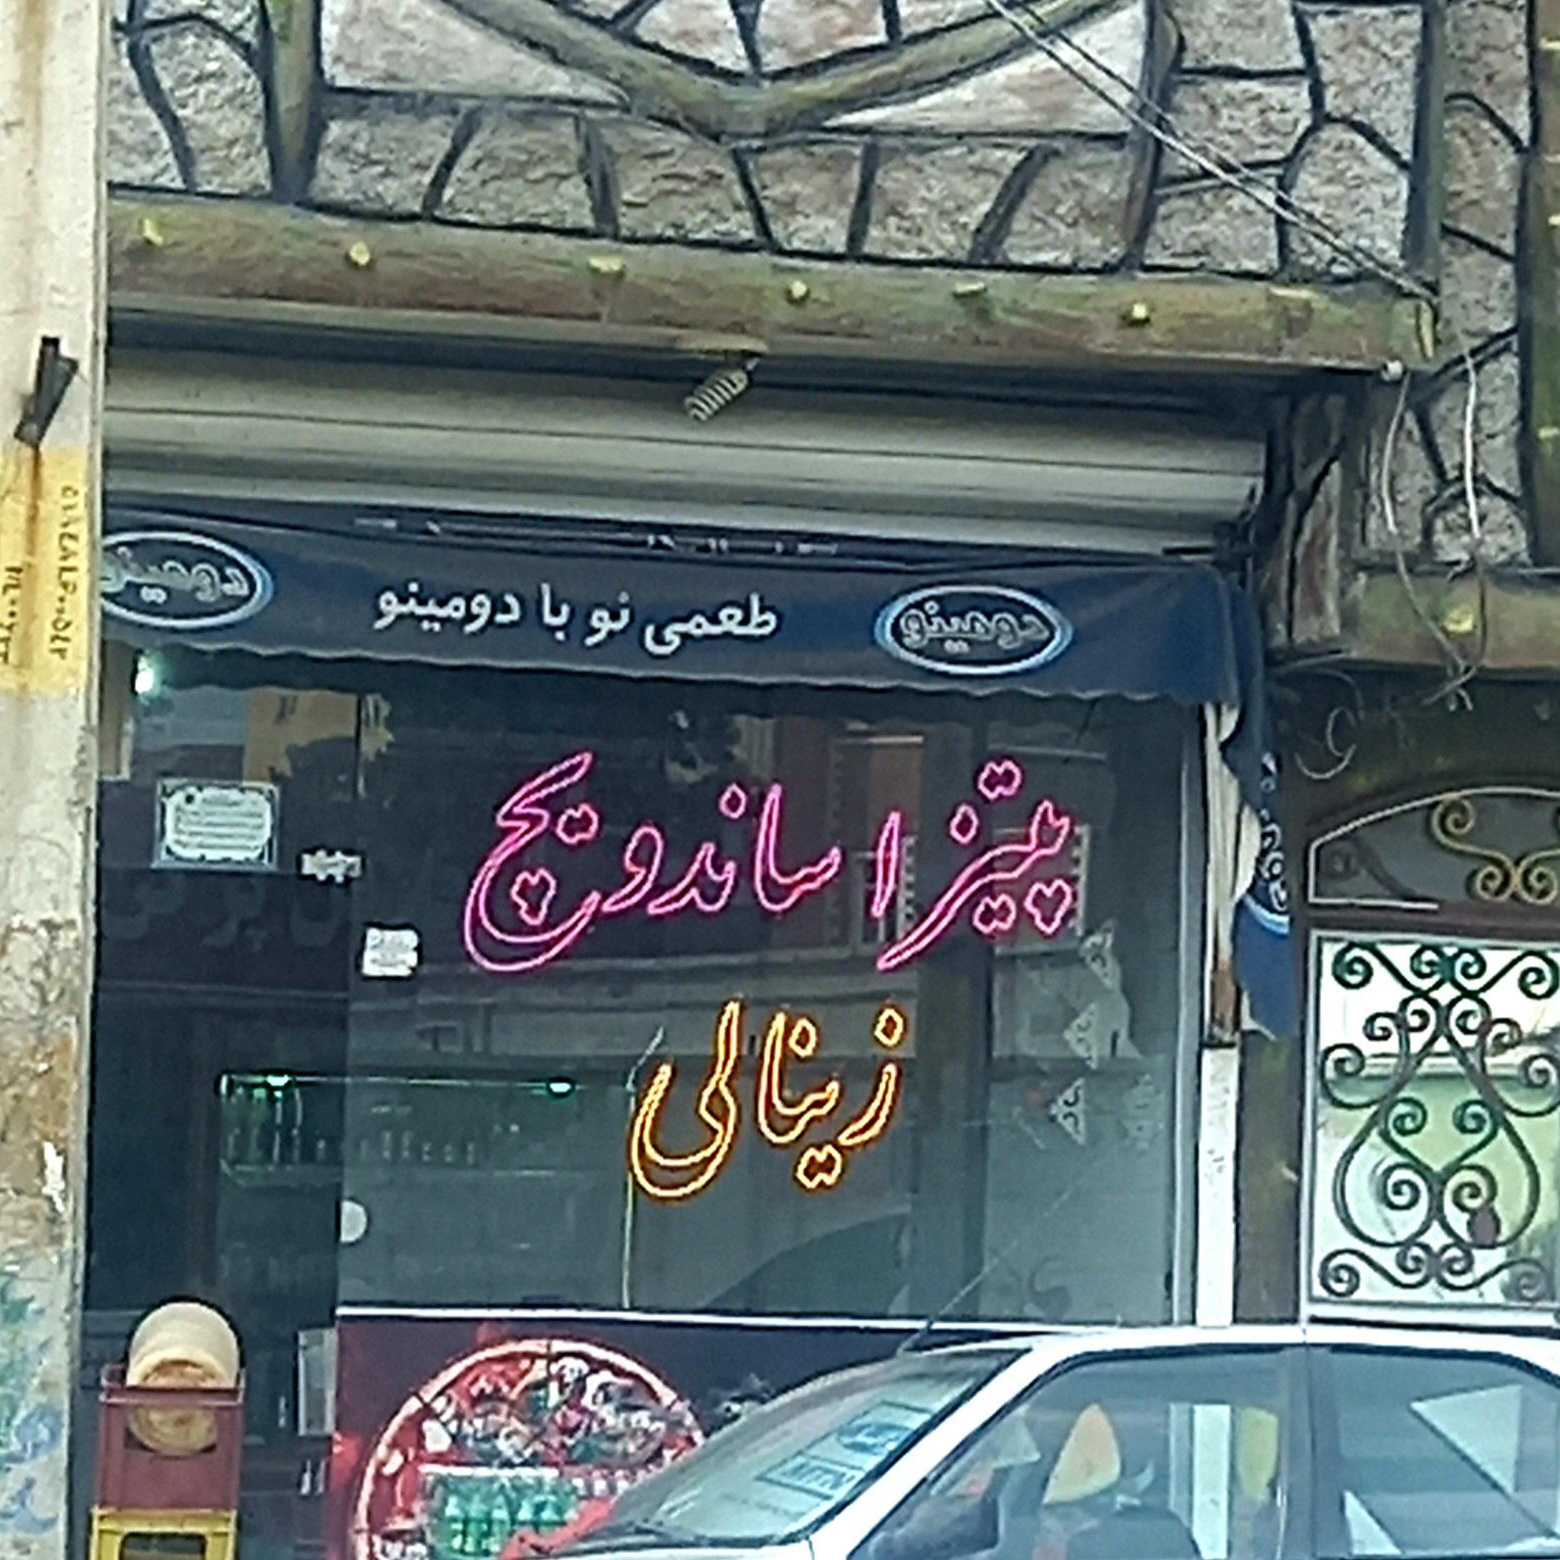 دومینو طعمی نو با دومینو دومینو
پیتزا ساندویچ
زینالی